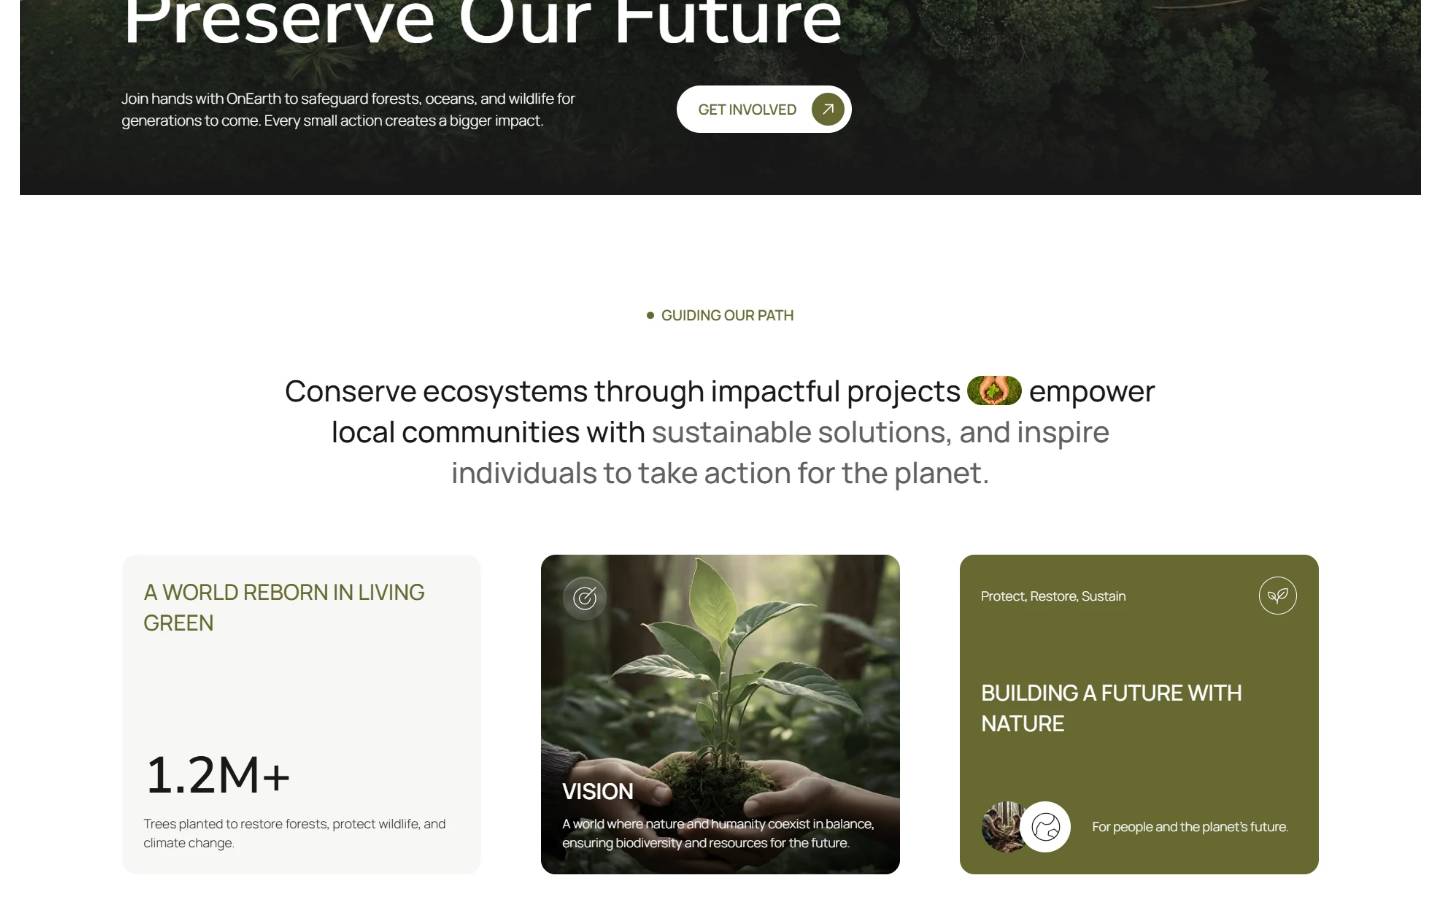 Preserve Our Future
Join hands with OnEarth to safeguard forests, oceans, and wildlife for
generations to come. Every small action creates a bigger impact.
GET INVOLVED
GUIDING OUR PATH
Conserve ecosystems through impactful projects empower
local communities with sustainable solutions, and inspire
individuals to take action for the planet.
A WORLD REBORN IN LIVING
GREEN
1.2M+
Trees planted to restore forests, protect wildlife, and
climate change.
VISION
A world where nature and humanity coexist in balance,
ensuring biodiversity and resources for the future.
Protect, Restore, Sustain
BUILDING A FUTURE WITH
NATURE
For people and the planet's future.